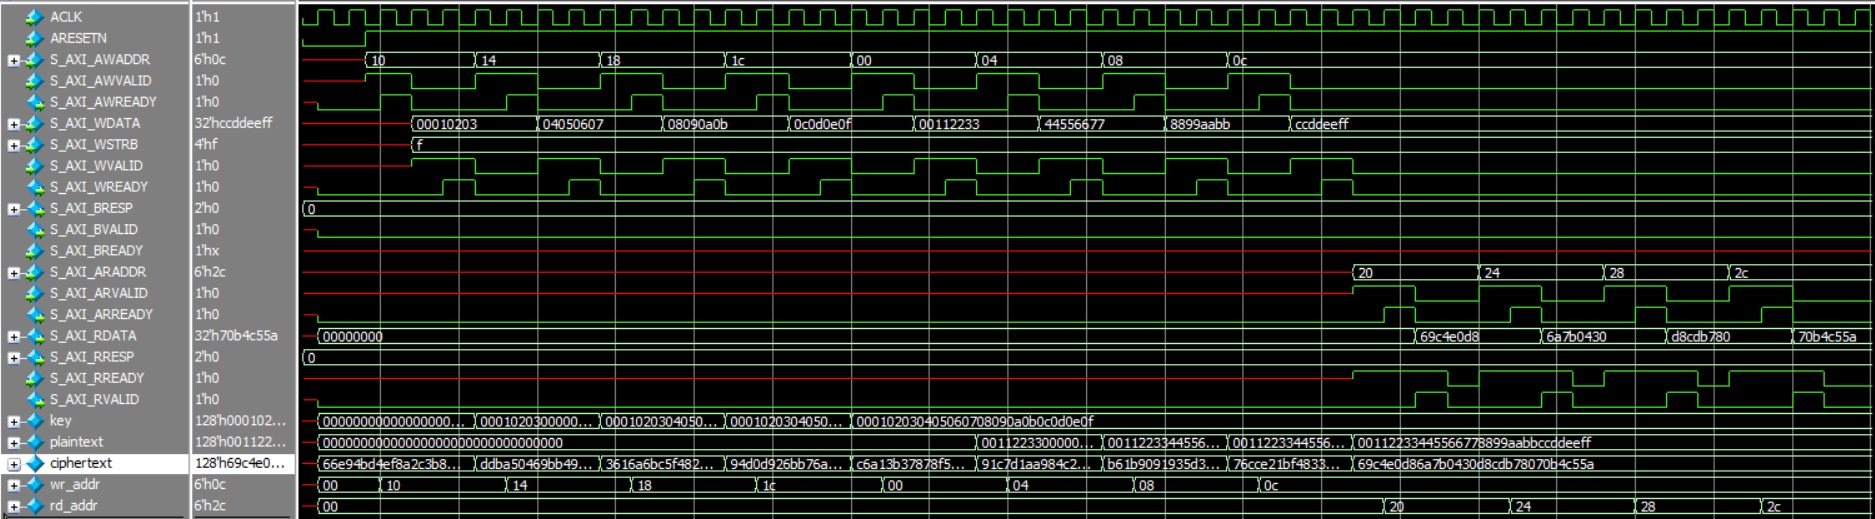 ACLK 1'h1
ARESETN 1'h1
S_AXI_AWADDR 6'h0c 10 14 18 1c 00 04 08 0c
S_AXI_AWVALID 1'h0
S_AXI_AWREADY 1'h0
S_AXI_WDATA 32'hccddeeff 00010203 04050607 08090a0b 0c0d0e0f 00112233 44556677 8899aabb ccddeeff
S_AXI_WSTRB 4'hf f
S_AXI_WVALID 1'h0
S_AXI_WREADY 1'h0
S_AXI_BRESP 2'h0 0
S_AXI_BVALID 1'h0
S_AXI_BREADY 1'hx
S_AXI_ARADDR 6'h2c 20 24 28 2c
S_AXI_ARVALID 1'h0
S_AXI_ARREADY 1'h0
S_AXI_RDATA 32'h70b4c55a 00000000 69c4e0d8 6a7b0430 d8cdb780 70b4c55a
S_AXI_RRESP 2'h0 0
S_AXI_RREADY 1'h0
S_AXI_RVALID 1'h0
key 128'h000102... 0000000000000000... 0001020300000... 0001020304050... 0001020304050... 000102030405060708090a0b0c0d0e0f
plaintext 128'h001122... 00000000000000000000000000000000 0011223300000... 0011223344556... 0011223344556... 00112233445566778899aabbccddeeff
ciphertext 128'h69c4e0... 66e94bd4ef8a2c3b8... ddba50469bb49... 3616a6bc5f482... 94d0d926bb76a... c6a13b37878f5... 91c7d1aa984c2... b61b9091935d3... 76cce21bf4833... 69c4e0d86a7b0430d8cdb78070b4c55a
wr_addr 6'h0c 00 10 14 18 1c 00 04 08 0c
rd_addr 6'h2c 00 20 24 28 2c